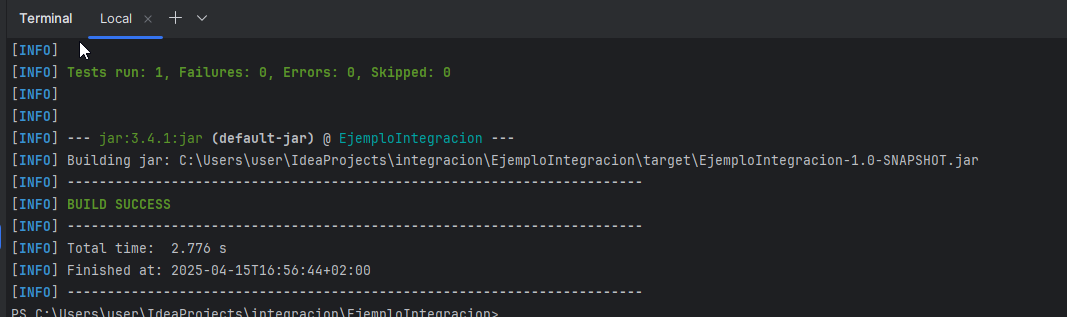 Terminal Local
[INFO]
[INFO] Tests run: 1, Failures: 0, Errors: 0, Skipped: 0
[INFO]
[INFO]
[INFO] --- jar:3.4.1:jar (default-jar) @ EjemploIntegracion ---
[INFO] Building jar: C:\Users\user\IdeaProjects\integracion\EjemploIntegracion\target\EjemploIntegracion-1.0-SNAPSHOT.jar
[INFO] ------------------------------------------------------------------------
[INFO] BUILD SUCCESS
[INFO] ------------------------------------------------------------------------
[INFO] Total time:  2.776 s
[INFO] Finished at: 2025-04-15T16:56:44+02:00
[INFO] ------------------------------------------------------------------------
PS C:\Users\user\IdeaProjects\integracion\EjemploIntegracion>